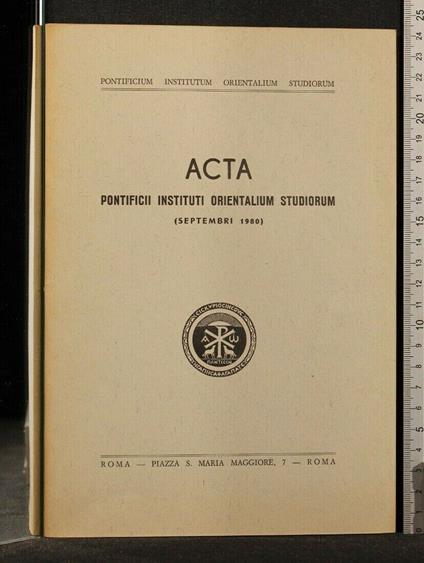 PONTIFICIUM INSTITUTUM ORIENTALIUM STUDIORUM
ACTA
PONTIFICII INSTITUTI ORIENTALIUM STUDIORUM
(SEPTEMBRI 1980)
Α Ω
ROMA — PIAZZA S. MARIA MAGGIORE, 7 — ROMA